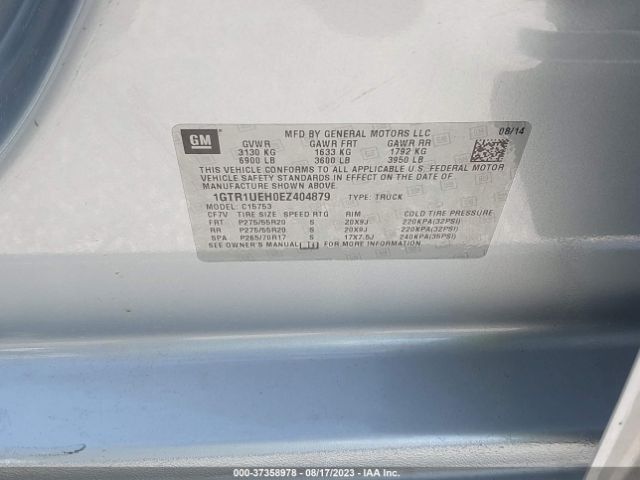 GM
MFD BY GENERAL MOTORS LLC 08/14
GVWR GAWR FRT GAWR RR
3130 KG 1633 KG 1792 KG
6900 LB 3600 LB 3950 LB
THIS VEHICLE CONFORMS TO ALL APPLICABLE U.S. FEDERAL MOTOR
VEHICLE SAFETY STANDARDS IN EFFECT ON THE DATE OF
MANUFACTURE SHOWN ABOVE.
1GTR1UEH0EZ404879 TYPE: TRUCK
MODEL: C15753
CF7V TIRE SIZE SPEED RTG RIM COLD TIRE PRESSURE
FRT P275/55R20 S 20X9J 220KPA(32PSI)
RR P275/55R20 S 20X9J 220KPA(32PSI)
SPA P265/70R17 S 17X7.5J 240KPA(35PSI)
SEE OWNER'S MANUAL FOR MORE INFORMATION.
000-37358978 - 08/17/2023 - IAA Inc.